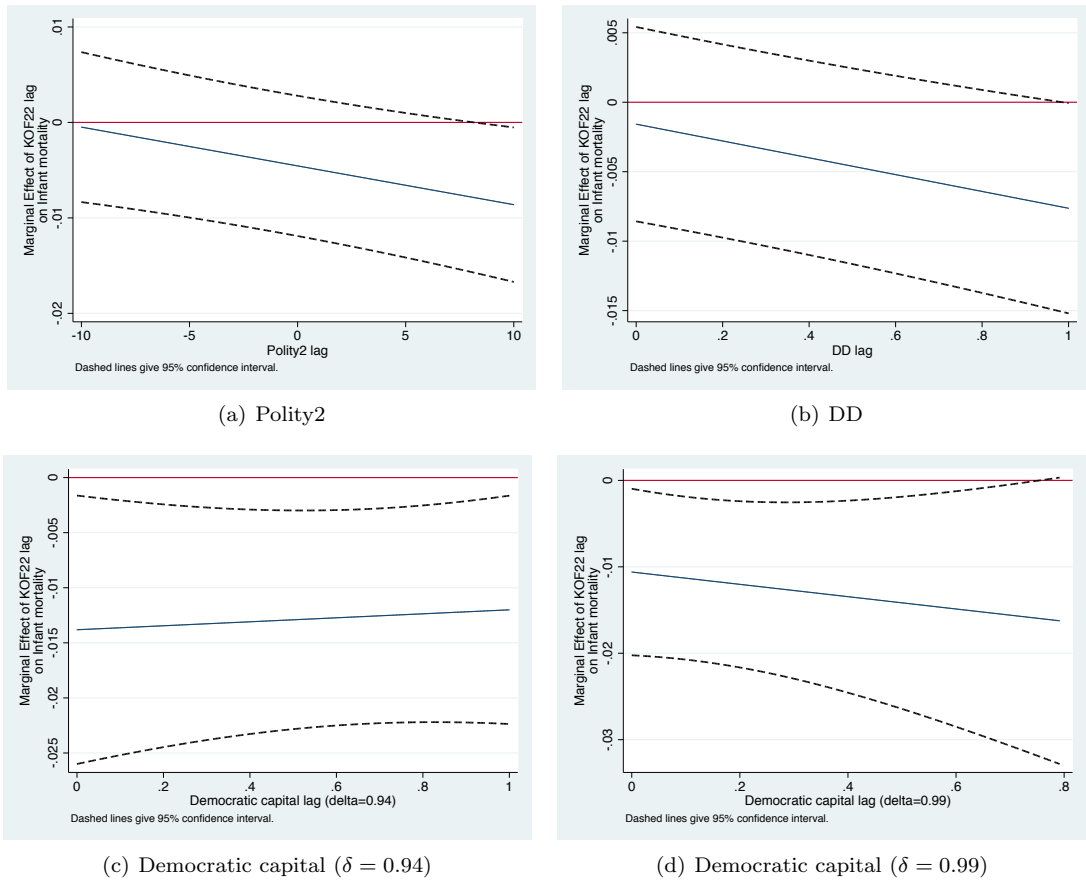 .01
0
-.01
-.02
Marginal Effect of KOF22 lag
on Infant mortality
-10
-5
0
5
10
Polity2 lag
Dashed lines give 95% confidence interval.
(a) Polity2
.005
0
-.005
-.01
-.015
Marginal Effect of KOF22 lag
on Infant mortality
0
.2
.4
.6
.8
1
DD lag
Dashed lines give 95% confidence interval.
(b) DD
0
-.005
-.01
-.015
-.02
-.025
Marginal Effect of KOF22 lag
on Infant mortality
0
.2
.4
.6
.8
1
Democratic capital lag (delta=0.94)
Dashed lines give 95% confidence interval.
(c) Democratic capital (δ = 0.94)
0
-.01
-.02
-.03
Marginal Effect of KOF22 lag
on Infant mortality
0
.2
.4
.6
.8
Democratic capital lag (delta=0.99)
Dashed lines give 95% confidence interval.
(d) Democratic capital (δ = 0.99)